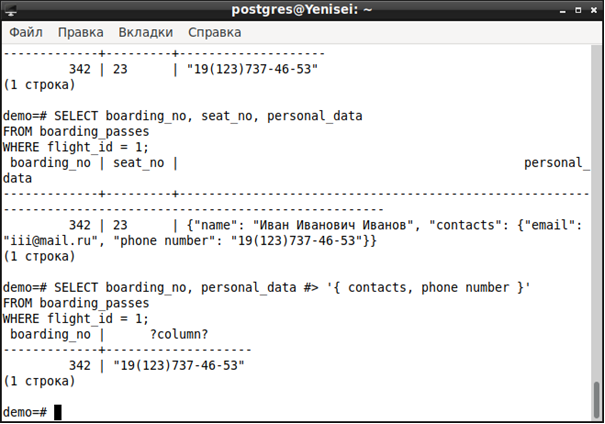 postgres@Yenisei: ~
Файл Правка Вкладки Справка
-------------+---------+--------------------
         342 | 23      | "19(123)737-46-53"
(1 строка)

demo=# SELECT boarding_no, seat_no, personal_data
FROM boarding_passes
WHERE flight_id = 1;
 boarding_no | seat_no |                                               personal_
data
-------------+---------+---------------------------------------------------------
----------------------------------------------------
         342 | 23      | {"name": "Иван Иванович Иванов", "contacts": {"email":
"iii@mail.ru", "phone number": "19(123)737-46-53"}}
(1 строка)

demo=# SELECT boarding_no, personal_data #> '{ contacts, phone number }'
FROM boarding_passes
WHERE flight_id = 1;
 boarding_no |      ?column?
-------------+--------------------
         342 | "19(123)737-46-53"
(1 строка)

demo=#